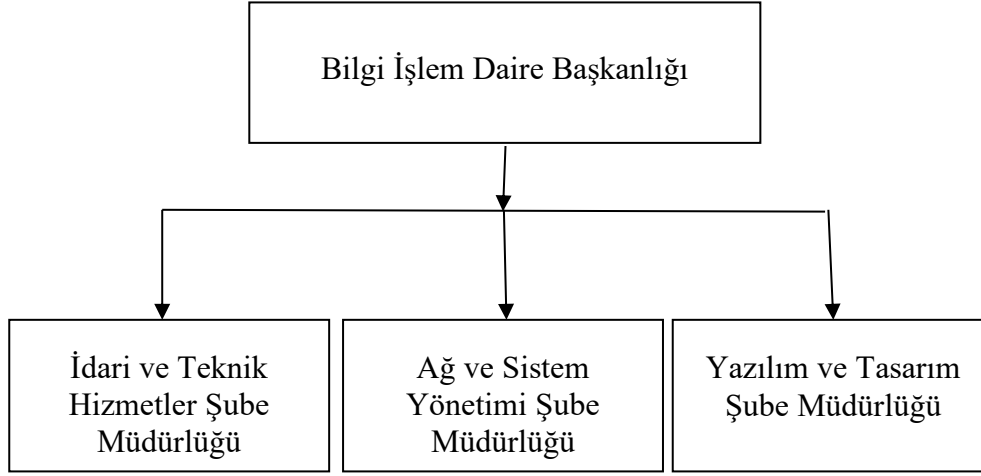 Bilgi İşlem Daire Başkanlığı
İdari ve Teknik
Hizmetler Şube
Müdürlüğü
Ağ ve Sistem
Yönetimi Şube
Müdürlüğü
Yazılım ve Tasarım
Şube Müdürlüğü